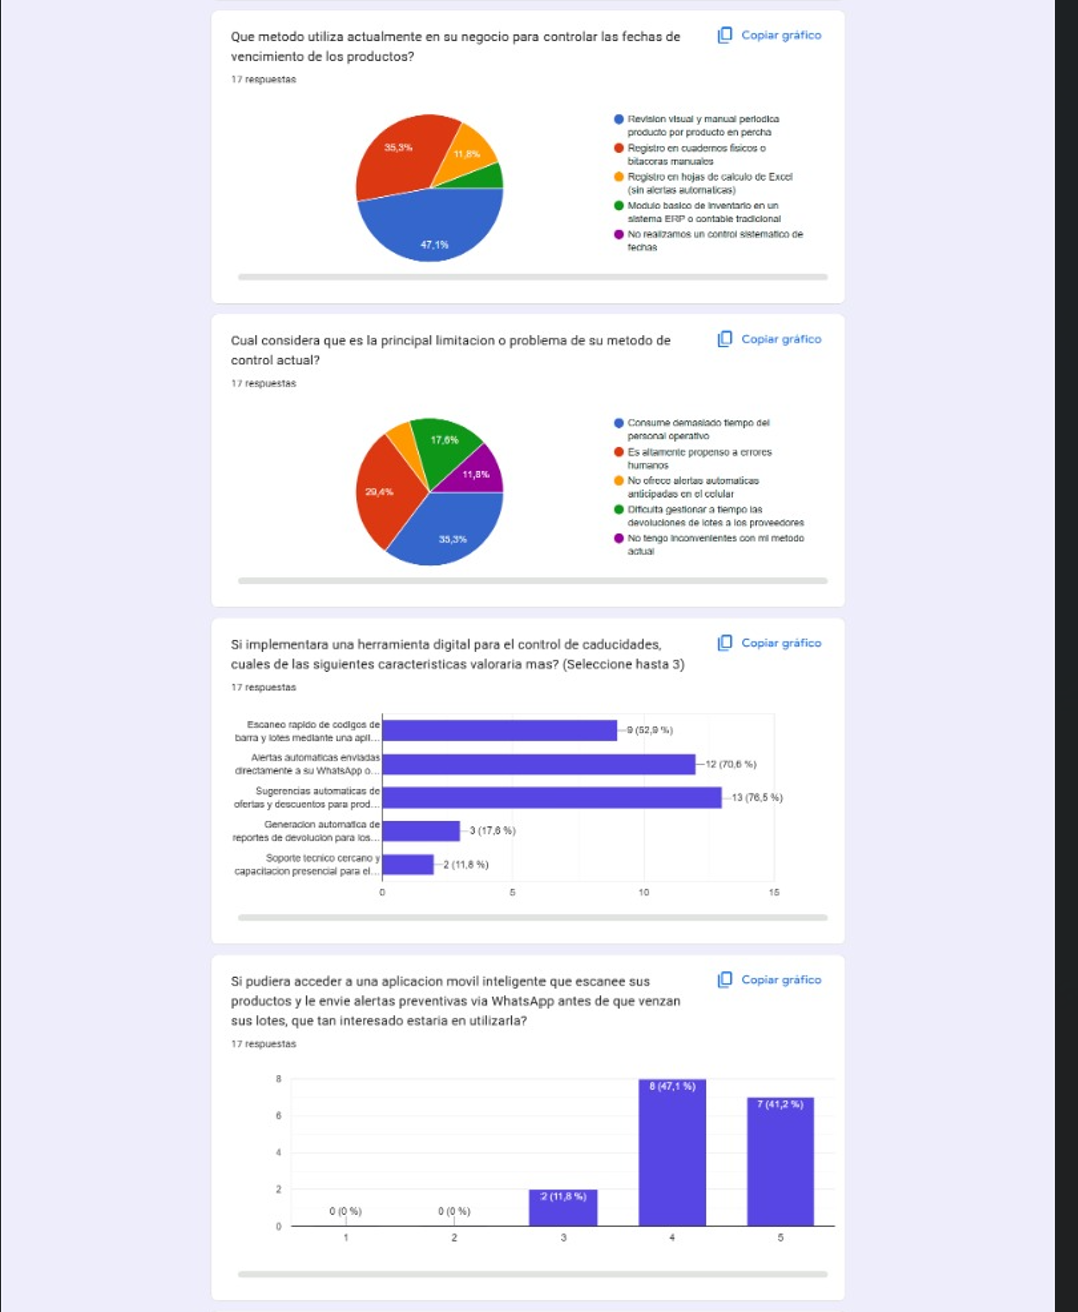 Que metodo utiliza actualmente en su negocio para controlar las fechas de
vencimiento de los productos?
Copiar gráfico
17 respuestas
35,3%
11,8%
47,1%
Revision visual y manual periodica
producto por producto en percha
Registro en cuadernos fisicos o
bitacoras manuales
Registro en hojas de calculo de Excel
(sin alertas automaticas)
Modulo basico de inventario en un
sistema ERP o contable tradicional
No realizamos un control sistematico de
fechas
Cual considera que es la principal limitacion o problema de su metodo de
control actual?
Copiar gráfico
17 respuestas
17,6%
11,8%
29,4%
35,3%
Consume demasiado tiempo del
personal operativo
Es altamente propenso a errores
humanos
No ofrece alertas automaticas
anticipadas en el celular
Dificulta gestionar a tiempo las
devoluciones de lotes a los proveedores
No tengo inconvenientes con mi metodo
actual
Si implementara una herramienta digital para el control de caducidades,
cuales de las siguientes caracteristicas valoraria mas? (Seleccione hasta 3)
Copiar gráfico
17 respuestas
Escaneo rapido de codigos de
barra y lotes mediante una apli...
9 (52,9 %)
Alertas automaticas enviadas
directamente a su WhatsApp o...
12 (70,6 %)
Sugerencias automaticas de
ofertas y descuentos para prod...
13 (76,5 %)
Generacion automatica de
reportes de devolucion para los...
3 (17,6 %)
Soporte tecnico cercano y
capacitacion presencial para el...
2 (11,8 %)
0 5 10 15
Si pudiera acceder a una aplicacion movil inteligente que escanee sus
productos y le envie alertas preventivas via WhatsApp antes de que venzan
sus lotes, que tan interesado estaria en utilizarla?
Copiar gráfico
17 respuestas
8
6
4
2
0
0 (0 %)
0 (0 %)
2 (11,8 %)
8 (47,1 %)
7 (41,2 %)
1 2 3 4 5